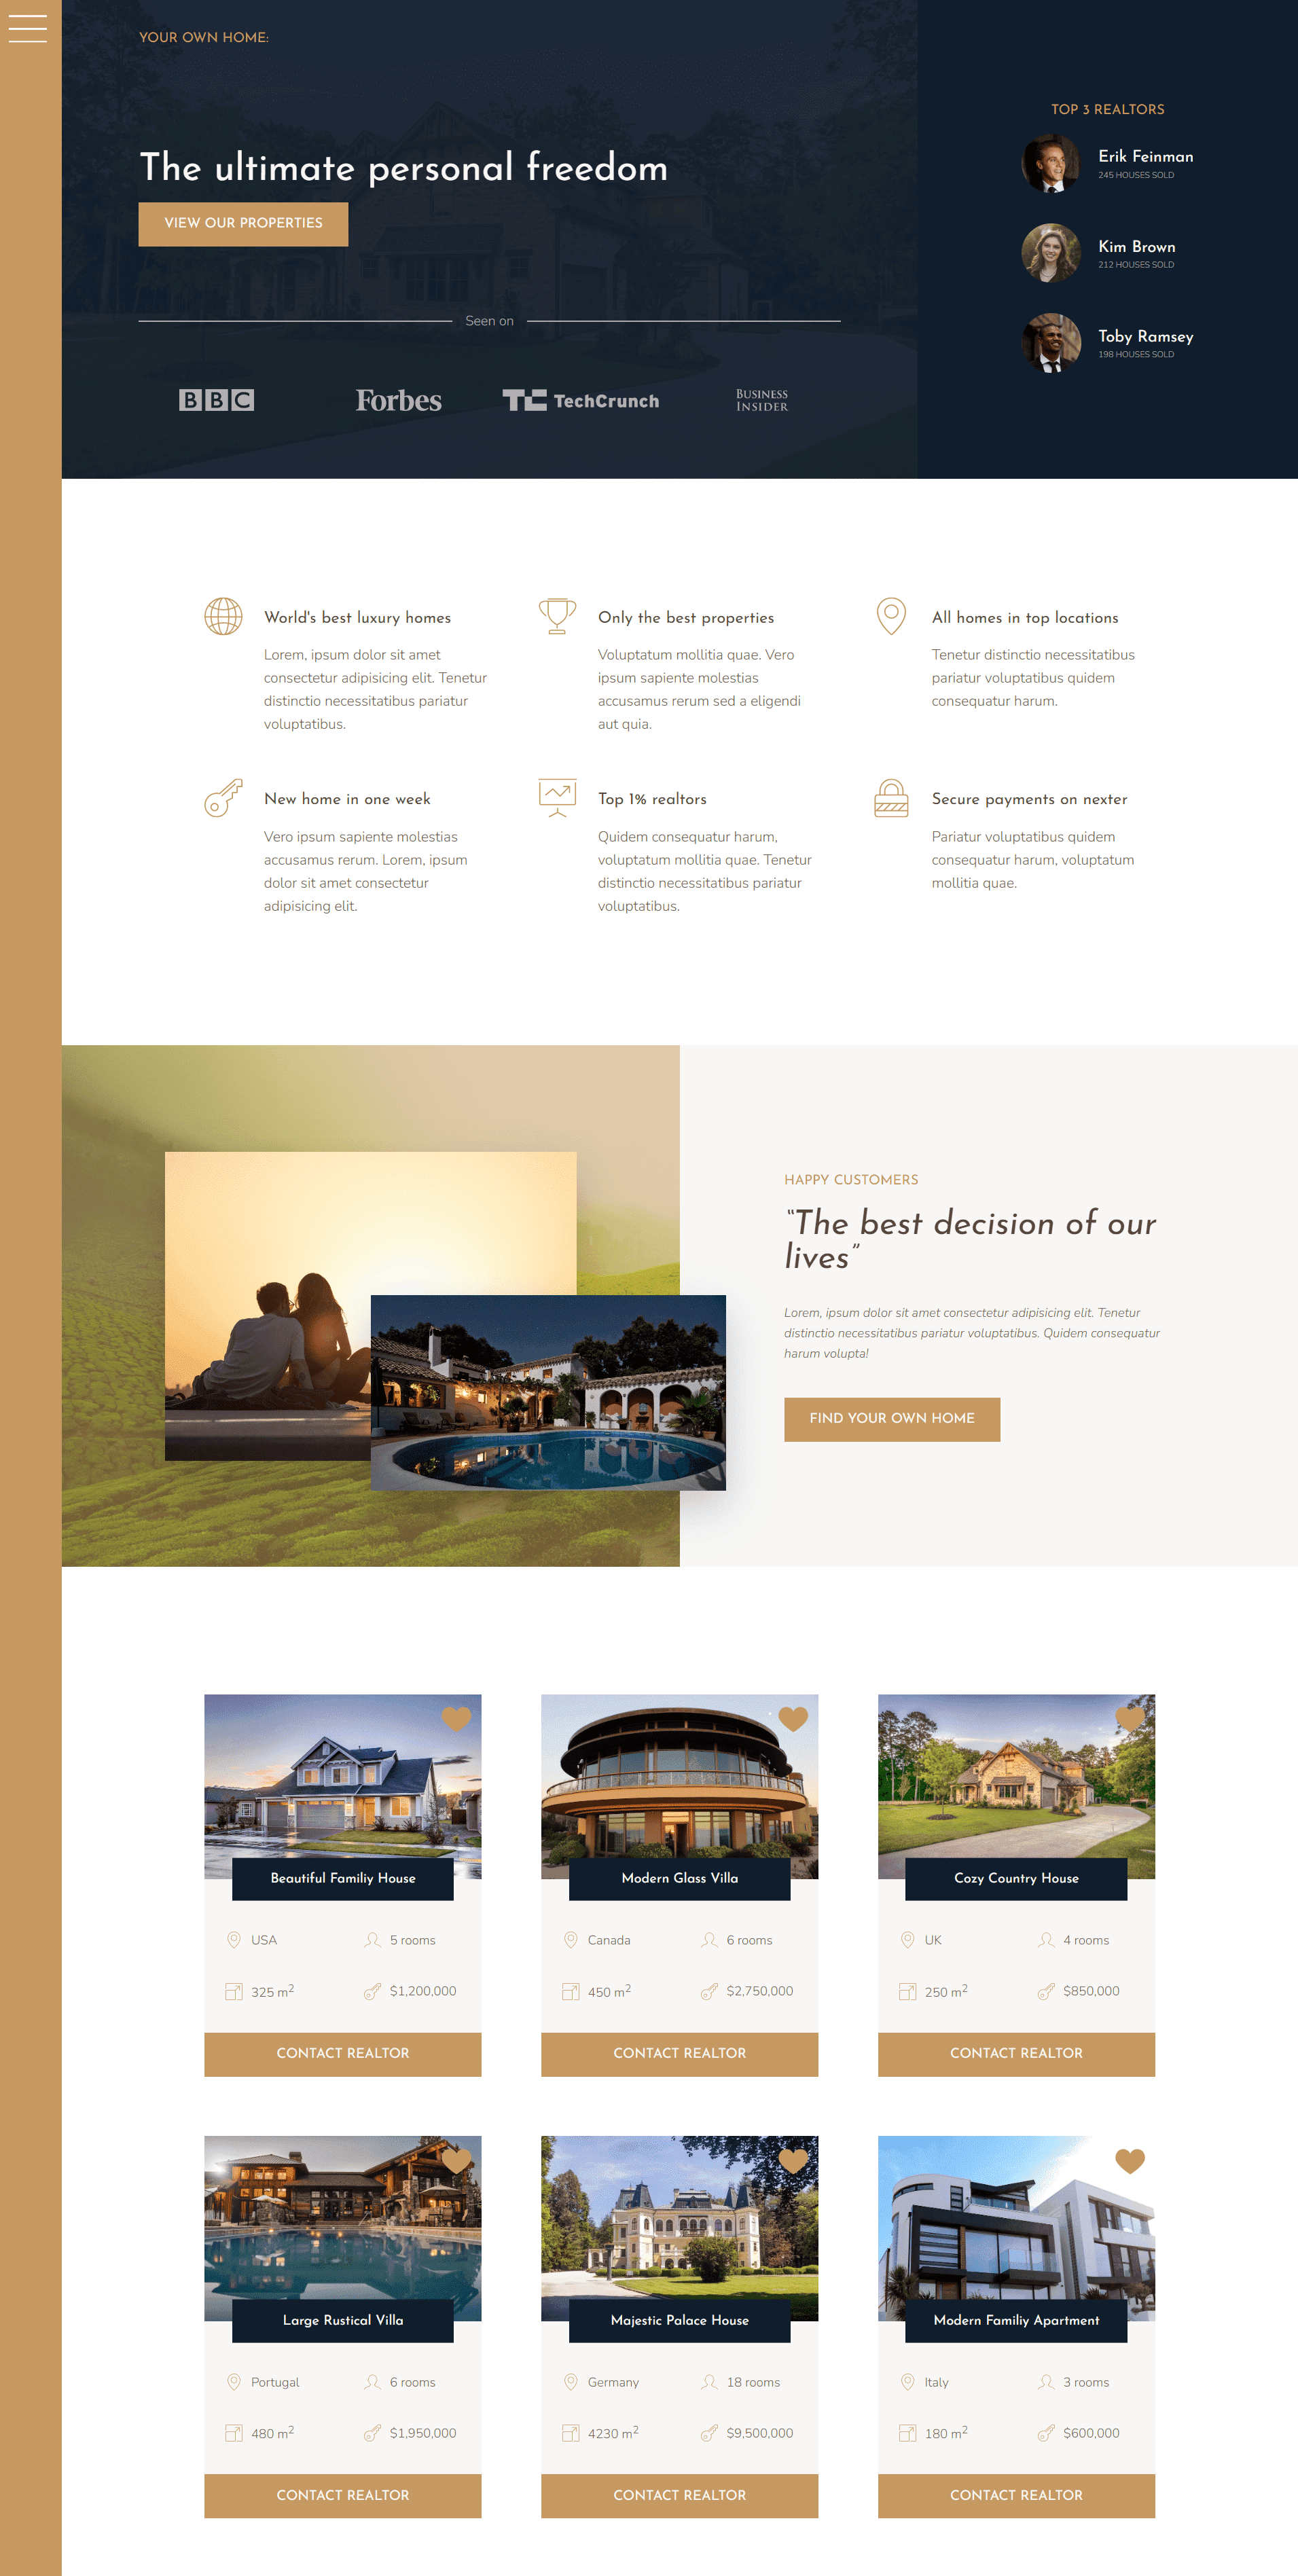 YOUR OWN HOME:
The ultimate personal freedom
VIEW OUR PROPERTIES
Seen on
BBC
Forbes
TechCrunch
BUSINESS
INSIDER
TOP 3 REALTORS
Erik Feinman
245 HOUSES SOLD
Kim Brown
212 HOUSES SOLD
Toby Ramsey
198 HOUSES SOLD
World's best luxury homes
Lorem, ipsum dolor sit amet
consectetur adipisicing elit. Tenetur
distinctio necessitatibus pariatur
voluptatibus.
Only the best properties
Voluptatum mollitia quae. Vero
ipsum sapiente molestias
accusamus rerum sed a eligendi
aut quia.
All homes in top locations
Tenetur distinctio necessitatibus
pariatur voluptatibus quidem
consequatur harum.
New home in one week
Vero ipsum sapiente molestias
accusamus rerum. Lorem, ipsum
dolor sit amet consectetur
adipisicing elit.
Top 1% realtors
Quidem consequatur harum,
voluptatum mollitia quae. Tenetur
distinctio necessitatibus pariatur
voluptatibus.
Secure payments on nexter
Pariatur voluptatibus quidem
consequatur harum, voluptatum
mollitia quae.
HAPPY CUSTOMERS
“The best decision of our
lives”
Lorem, ipsum dolor sit amet consectetur adipisicing elit. Tenetur
distinctio necessitatibus pariatur voluptatibus. Quidem consequatur
harum volupta!
FIND YOUR OWN HOME
Beautiful Familiy House
USA
5 rooms
325 m²
$1,200,000
CONTACT REALTOR
Modern Glass Villa
Canada
6 rooms
450 m²
$2,750,000
CONTACT REALTOR
Cozy Country House
UK
4 rooms
250 m²
$850,000
CONTACT REALTOR
Large Rustical Villa
Portugal
6 rooms
480 m²
$1,950,000
CONTACT REALTOR
Majestic Palace House
Germany
18 rooms
4230 m²
$9,500,000
CONTACT REALTOR
Modern Familiy Apartment
Italy
3 rooms
180 m²
$600,000
CONTACT REALTOR